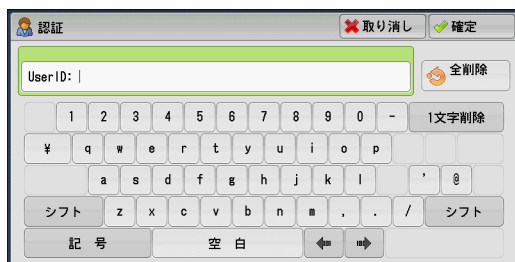 認証 取り消し 確定
UserID: 全削除
1 2 3 4 5 6 7 8 9 0 - 1文字削除
¥ q w e r t y u i o p
a s d f g h j k l ' @
シフト z x c v b n m , . / シフト
記 号 空 白